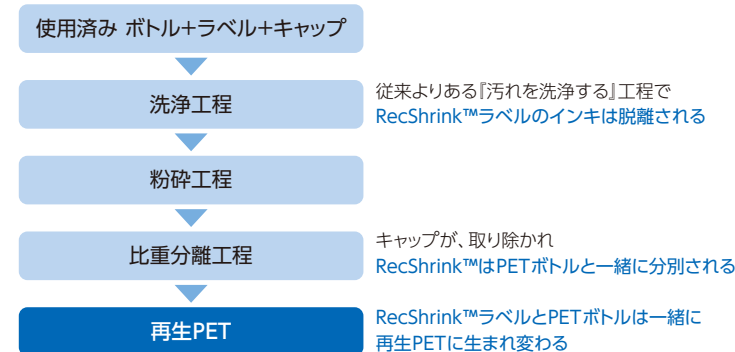 使用済み ボトル+ラベル+キャップ
洗浄工程
従来よりある『汚れを洗浄する』工程で
RecShrink™ラベルのインキは脱離される
粉砕工程
比重分離工程
キャップが、取り除かれ
RecShrink™はPETボトルと一緒に分別される
再生PET
RecShrink™ラベルとPETボトルは一緒に
再生PETに生まれ変わる